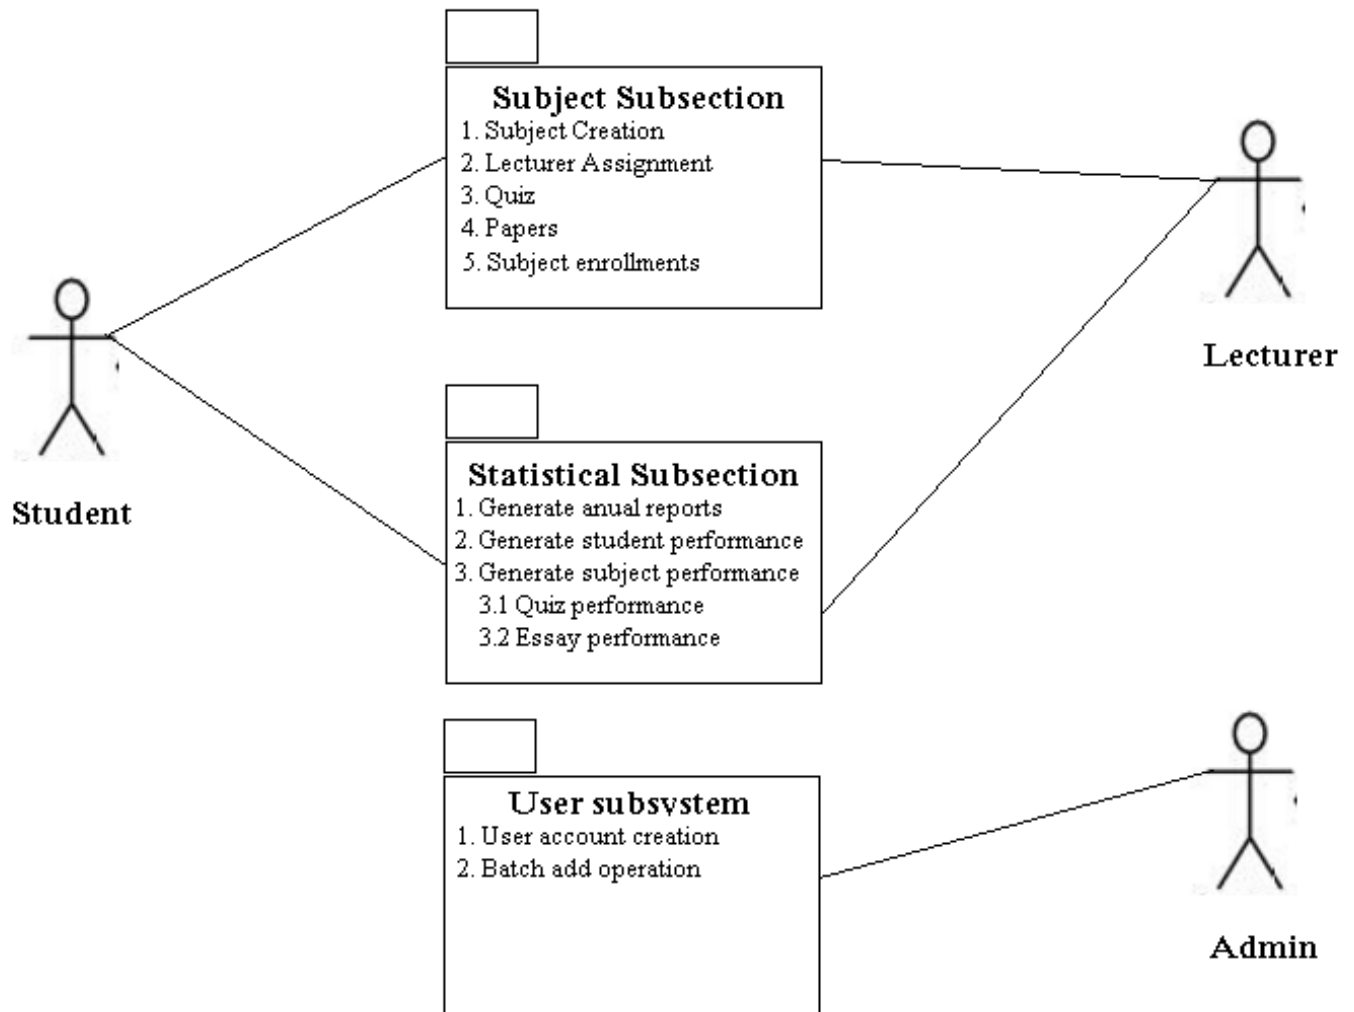 Subject Subsection
1. Subject Creation
2. Lecturer Assignment
3. Quiz
4. Papers
5. Subject enrollments
Lecturer
Student
Statistical Subsection
1. Generate anual reports
2. Generate student performance
3. Generate subject performance
3.1 Quiz performance
3.2 Essay performance
User subsystem
1. User account creation
2. Batch add operation
Admin